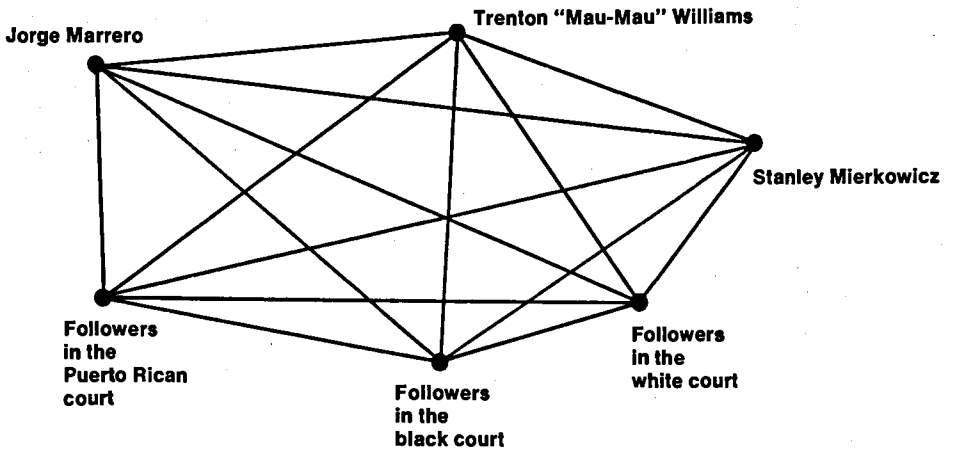 Jorge Marrero
Trenton “Mau-Mau” Williams
Stanley Mierkowicz
Followers
in the
Puerto Rican
court
Followers
in the
black court
Followers
in the
white court